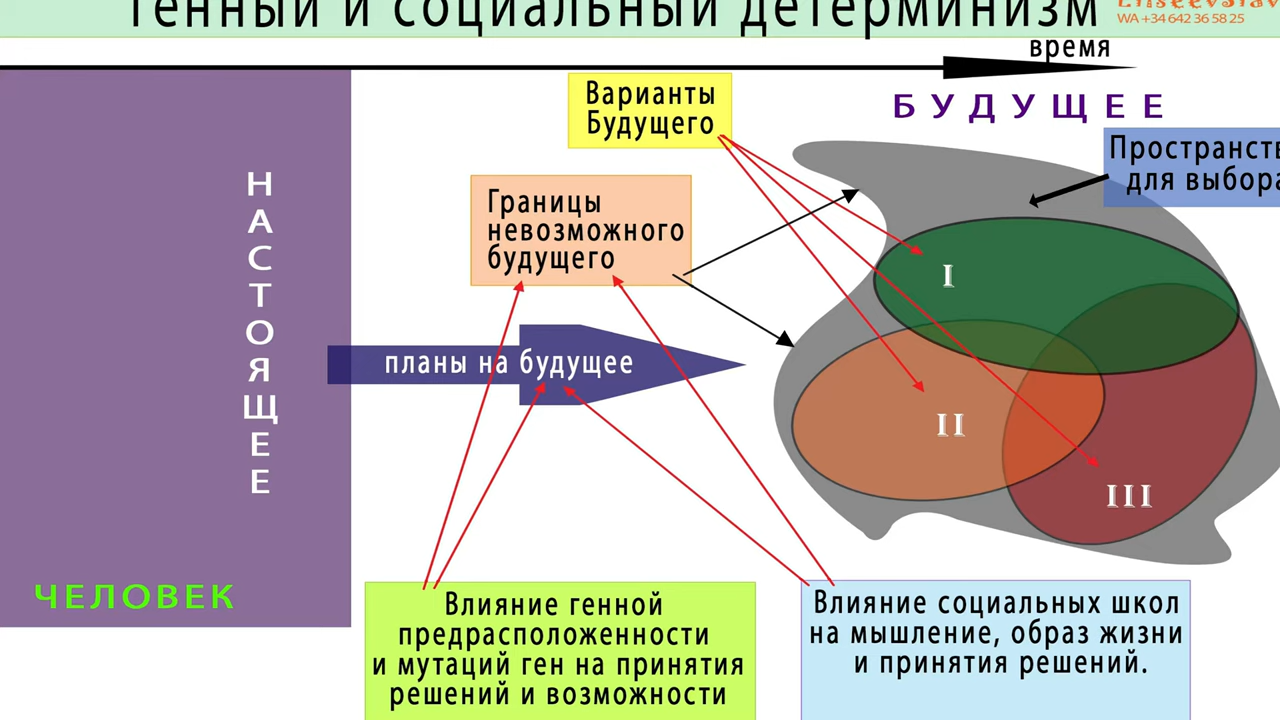 генный и социальный детерминизм
EliseevSlav
WA +34 642 36 58 25
время
БУДУЩЕЕ
Варианты
Будущего
Пространств
для выбора
Границы
невозможного
будущего
НАСТОЯЩЕЕ
I
планы на будущее
II
III
ЧЕЛОВЕК
Влияние генной
предрасположенности
и мутаций ген на принятия
решений и возможности
Влияние социальных школ
на мышление, образ жизни
и принятия решений.